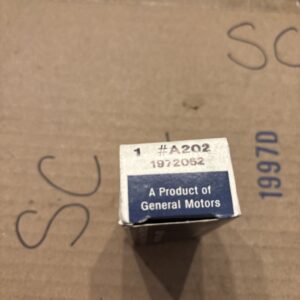 SC
1 #A202
1972052
A Product of
General Motors
SC
1997D